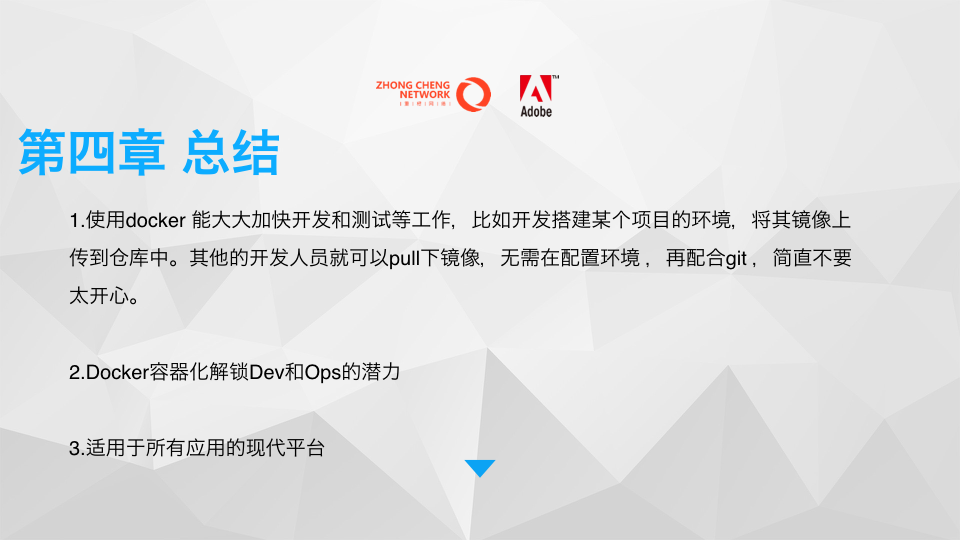 ZHONG CHENG
NETWORK
Adobe
第四章 总结
1.使用docker 能大大加快开发和测试等工作，比如开发搭建某个项目的环境，将其镜像上
传到仓库中。其他的开发人员就可以pull下镜像，无需在配置环境 ，再配合git ，简直不要
太开心。
2.Docker容器化解锁Dev和Ops的潜力
3.适用于所有应用的现代平台